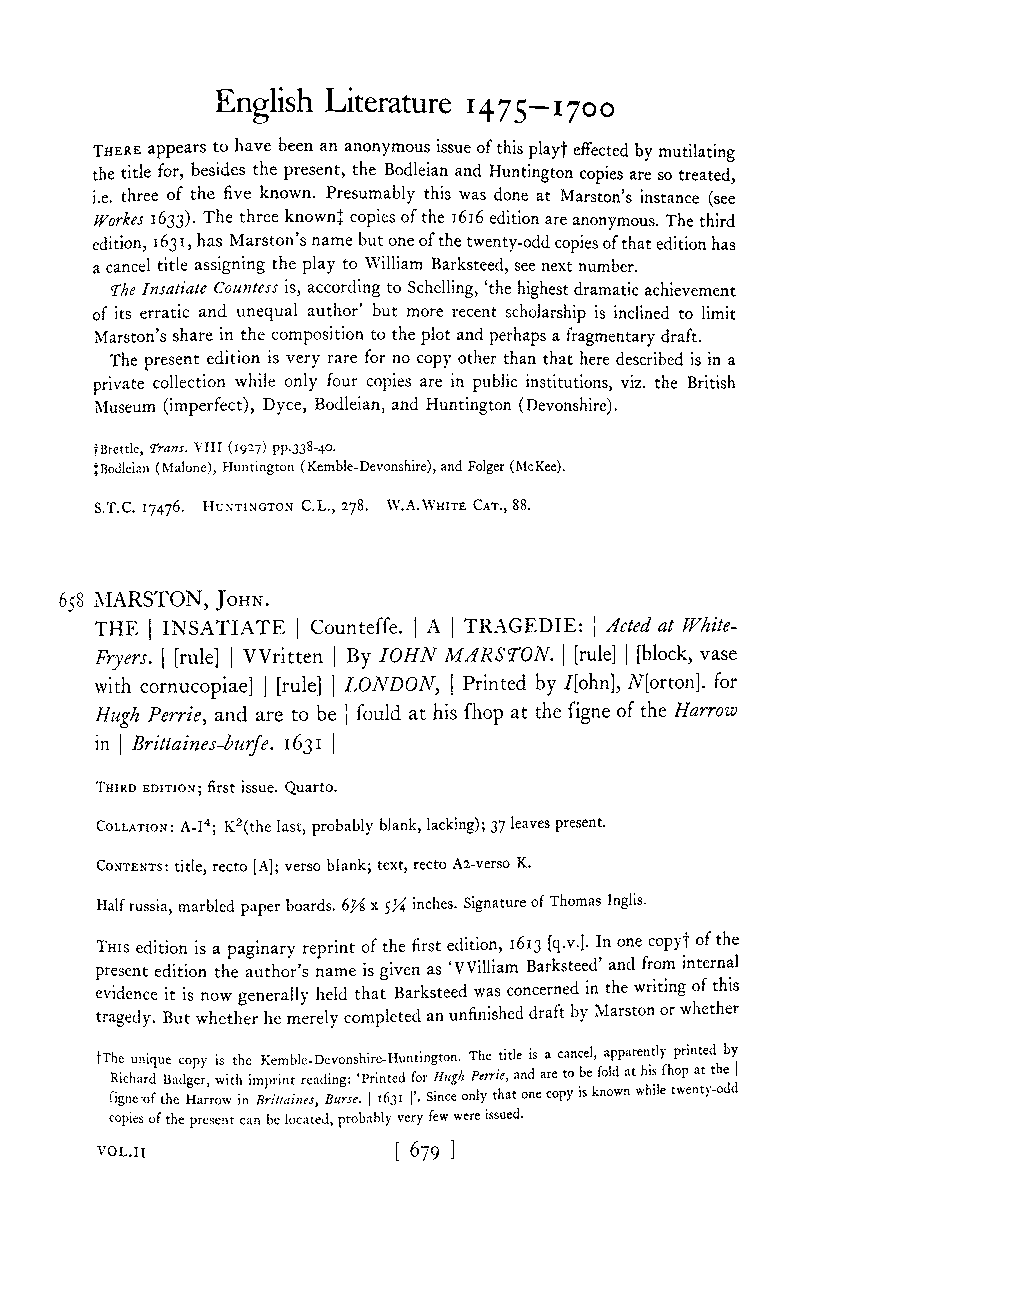 English Literature 1475–1700
THERE appears to have been an anonymous issue of this play† effected by mutilating
the title for, besides the present, the Bodleian and Huntington copies are so treated,
i.e. three of the five known. Presumably this was done at Marston's instance (see
Workes 1633). The three known‡ copies of the 1616 edition are anonymous. The third
edition, 1631, has Marston's name but one of the twenty-odd copies of that edition has
a cancel title assigning the play to William Barksteed, see next number.
The Insatiate Countess is, according to Schelling, 'the highest dramatic achievement
of its erratic and unequal author' but more recent scholarship is inclined to limit
Marston's share in the composition to the plot and perhaps a fragmentary draft.
The present edition is very rare for no copy other than that here described is in a
private collection while only four copies are in public institutions, viz. the British
Museum (imperfect), Dyce, Bodleian, and Huntington (Devonshire).
†Brettle, Trans. VIII (1927) pp.338-40.
‡Bodleian (Malone), Huntington (Kemble-Devonshire), and Folger (McKee).
S.T.C. 17476. HUNTINGTON C.L., 278. W.A.WHITE CAT., 88.
658 MARSTON, JOHN.
THE | INSATIATE | Counteſſe. | A | TRAGEDIE: | Acted at White-
Fryers. | [rule] | VVritten | By IOHN MARSTON. | [rule] | [block, vase
with cornucopiae] | [rule] | LONDON, | Printed by I[ohn], N[orton]. for
Hugh Perrie, and are to be | ſould at his ſhop at the ſigne of the Harrow
in | Brittaines-burſe. 1631 |
THIRD EDITION; first issue. Quarto.
COLLATION: A-I⁴; K²(the last, probably blank, lacking); 37 leaves present.
CONTENTS: title, recto [A]; verso blank; text, recto A2-verso K.
Half russia, marbled paper boards. 6⅞ x 5¼ inches. Signature of Thomas Inglis.
THIS edition is a paginary reprint of the first edition, 1613 [q.v.]. In one copy† of the
present edition the author's name is given as 'VVilliam Barksteed' and from internal
evidence it is now generally held that Barksteed was concerned in the writing of this
tragedy. But whether he merely completed an unfinished draft by Marston or whether
†The unique copy is the Kemble-Devonshire-Huntington. The title is a cancel, apparently printed by
Richard Badger, with imprint reading: 'Printed for Hugh Perrie, and are to be ſold at his ſhop at the |
ſigne of the Harrow in Brittaines, Burse. | 1631 |'. Since only that one copy is known while twenty-odd
copies of the present can be located, probably very few were issued.
VOL.II [ 679 ]